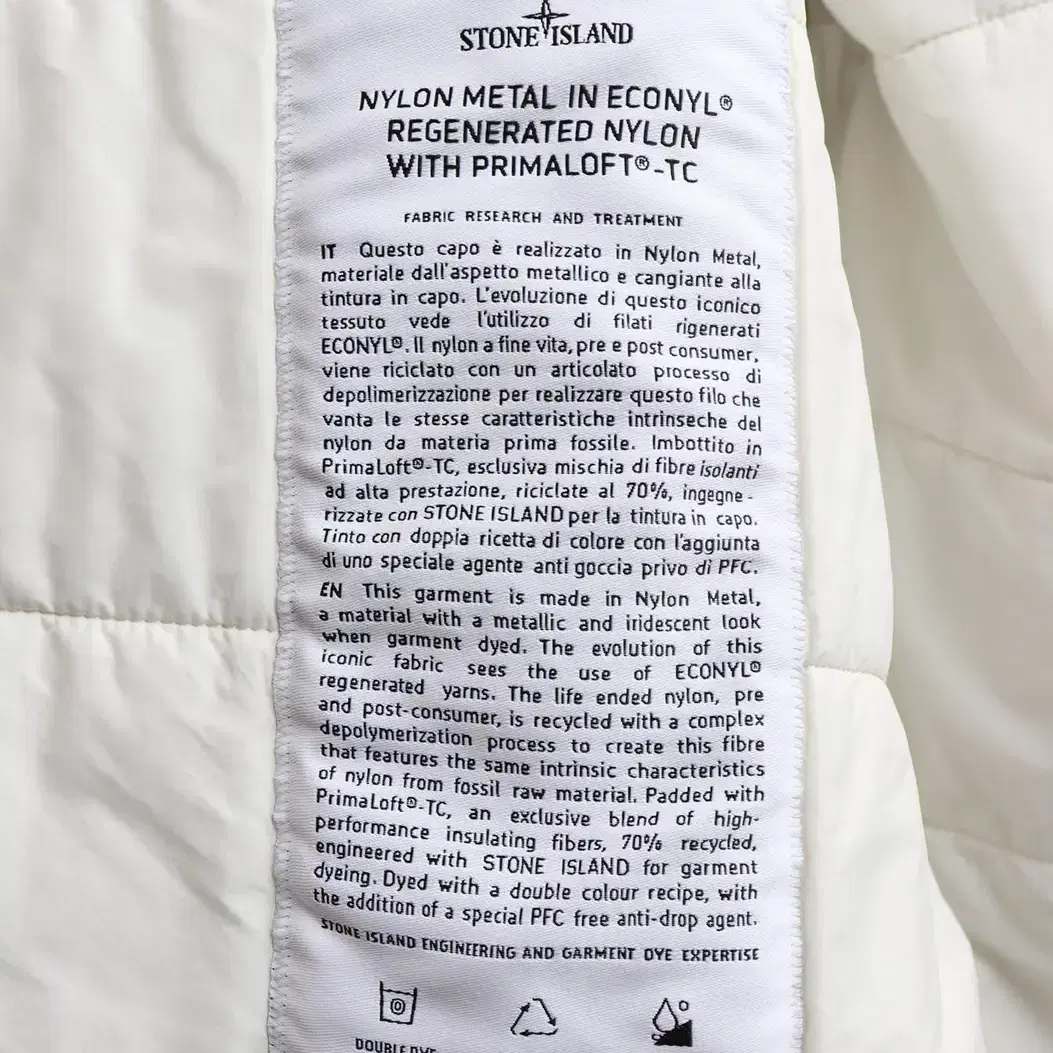 STONE ISLAND
NYLON METAL IN ECONYL®
REGENERATED NYLON
WITH PRIMALOFT®-TC
FABRIC RESEARCH AND TREATMENT
IT Questo capo è realizzato in Nylon Metal,
materiale dall'aspetto metallico e cangiante alla
tintura in capo. L'evoluzione di questo iconico
tessuto vede l'utilizzo di filati rigenerati
ECONYL®. Il nylon a fine vita, pre e post consumer,
viene riciclato con un articolato processo di
depolimerizzazione per realizzare questo filo che
vanta le stesse caratteristiche intrinseche del
nylon da materia prima fossile. Imbottito in
PrimaLoft®-TC, esclusiva mischia di fibre isolanti
ad alta prestazione, riciclate al 70%, ingegne-
rizzate con STONE ISLAND per la tintura in capo.
Tinto con doppia ricetta di colore con l'aggiunta
di uno speciale agente anti goccia privo di PFC.
EN This garment is made in Nylon Metal,
a material with a metallic and iridescent look
when garment dyed. The evolution of this
iconic fabric sees the use of ECONYL®
regenerated yarns. The life ended nylon, pre
and post-consumer, is recycled with a complex
depolymerization process to create this fibre
that features the same intrinsic characteristics
of nylon from fossil raw material. Padded with
PrimaLoft®-TC, an exclusive blend of high-
performance insulating fibers, 70% recycled,
engineered with STONE ISLAND for garment
dyeing. Dyed with a double colour recipe, with
the addition of a special PFC free anti-drop agent.
STONE ISLAND ENGINEERING AND GARMENT DYE EXPERTISE
DOUBLE DYE